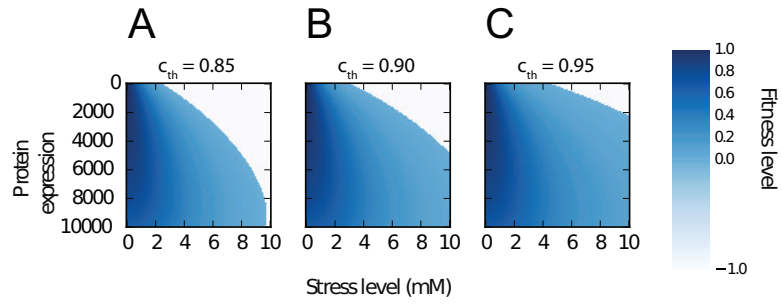 A
B
C
c_th = 0.85
c_th = 0.90
c_th = 0.95
Protein
expression
0
2000
4000
6000
8000
10000
0 2 4 6 8 10
0 2 4 6 8 10
0 2 4 6 8 10
Stress level (mM)
1.0
0.8
0.6
0.4
0.2
0.0
−1.0
Fitness level